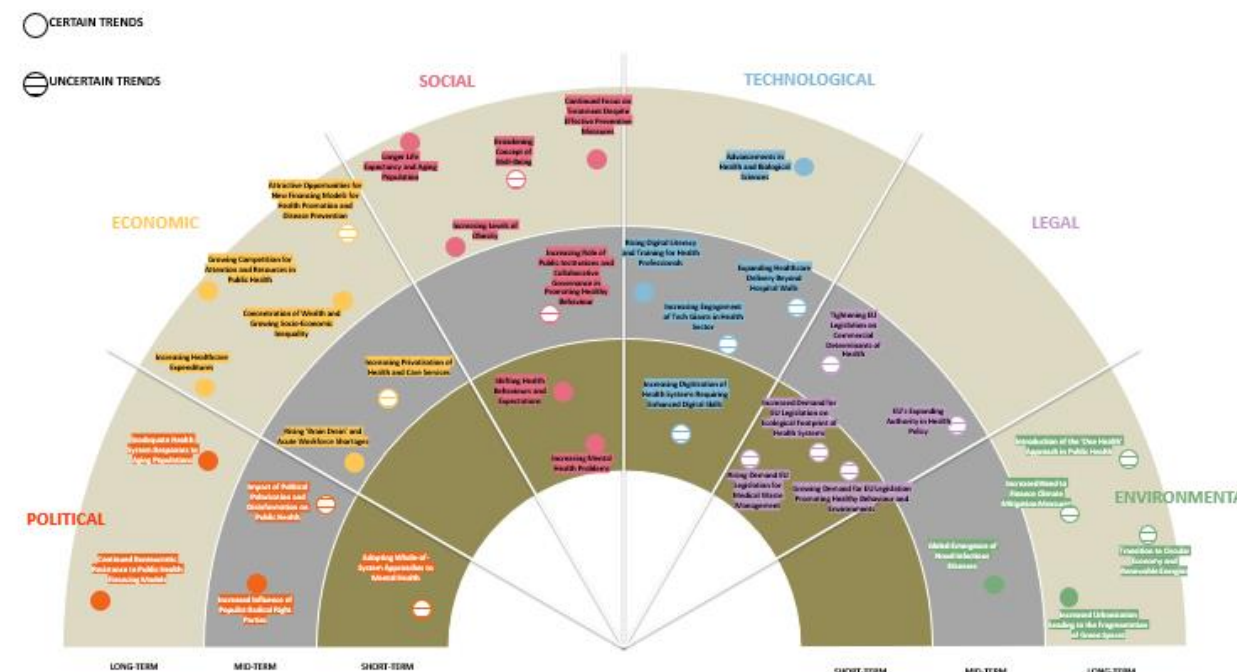 CERTAIN TRENDS
UNCERTAIN TRENDS
SOCIAL
TECHNOLOGICAL
ECONOMIC
LEGAL
POLITICAL
ENVIRONMENTA
Continued Focus on
Treatment Despite
Effective Prevention
Measures
Longer Life
Expectancy and Aging
Population
Broadening
Concept of
Well-Being
Increasing Levels of
Obesity
Increasing Role of
Public Institutions and
Collaborative
Governance in
Promoting Healthy
Behaviour
Shifting Health
Behaviours and
Expectations
Increasing Mental
Health Problems
Advancements in
Health and Biological
Sciences
Rising Digital Literacy
and Training for Health
Professionals
Expanding Healthcare
Delivery Beyond
Hospital Walls
Increasing Engagement
of Tech Giants in Health
Sector
Increasing Digitization of
Health Systems Requiring
Enhanced Digital Skills
Attractive Opportunities for
New Financing Models for
Health Promotion and
Disease Prevention
Growing Competition for
Attention and Resources in
Public Health
Concentration of Wealth and
Growing Socio-Economic
Inequality
Increasing Healthcare
Expenditures
Increasing Privatization of
Health and Care Services
Rising 'Brain Drain' and
Acute Workforce Shortages
Tightening EU
Legislation on
Commercial
Determinants of
Health
EU's Expanding
Authority in Health
Policy
Increased Demand for
EU Legislation on
Ecological Footprint of
Health Systems
Rising Demand EU
Legislation for
Medical Waste
Management
Growing Demand for EU Legislation
Promoting Healthy Behaviour and
Environments
Inadequate Health
System Responses to
Aging Populations
Impact of Political
Polarization and
Disinformation on
Public Health
Continued Bureaucratic
Resistance to Public Health
Financing Models
Increased Influence of
Populist Radical Right
Parties
Adopting Whole-of-
System Approaches to
Mental Health
Introduction of the 'One Health'
Approach in Public Health
Increased Need to
Finance Climate
Mitigation Measures
Transition to Circular
Economy and
Renewable Energies
Global Emergence of
Novel Infectious
Diseases
Increased Urbanization
Leading to the Fragmentation
of Green Spaces
LONG-TERM
MID-TERM
SHORT-TERM
SHORT-TERM
MID-TERM
LONG-TERM